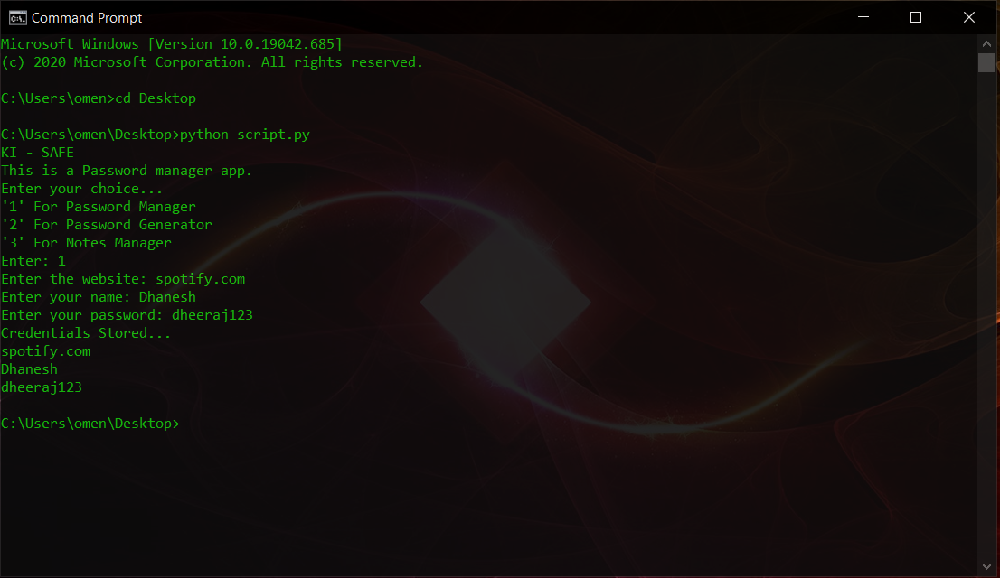 Command Prompt
Microsoft Windows [Version 10.0.19042.685]
(c) 2020 Microsoft Corporation. All rights reserved.
C:\Users\omen>cd Desktop
C:\Users\omen\Desktop>python script.py
KI - SAFE
This is a Password manager app.
Enter your choice...
'1' For Password Manager
'2' For Password Generator
'3' For Notes Manager
Enter: 1
Enter the website: spotify.com
Enter your name: Dhanesh
Enter your password: dheeraj123
Credentials Stored...
spotify.com
Dhanesh
dheeraj123
C:\Users\omen\Desktop>